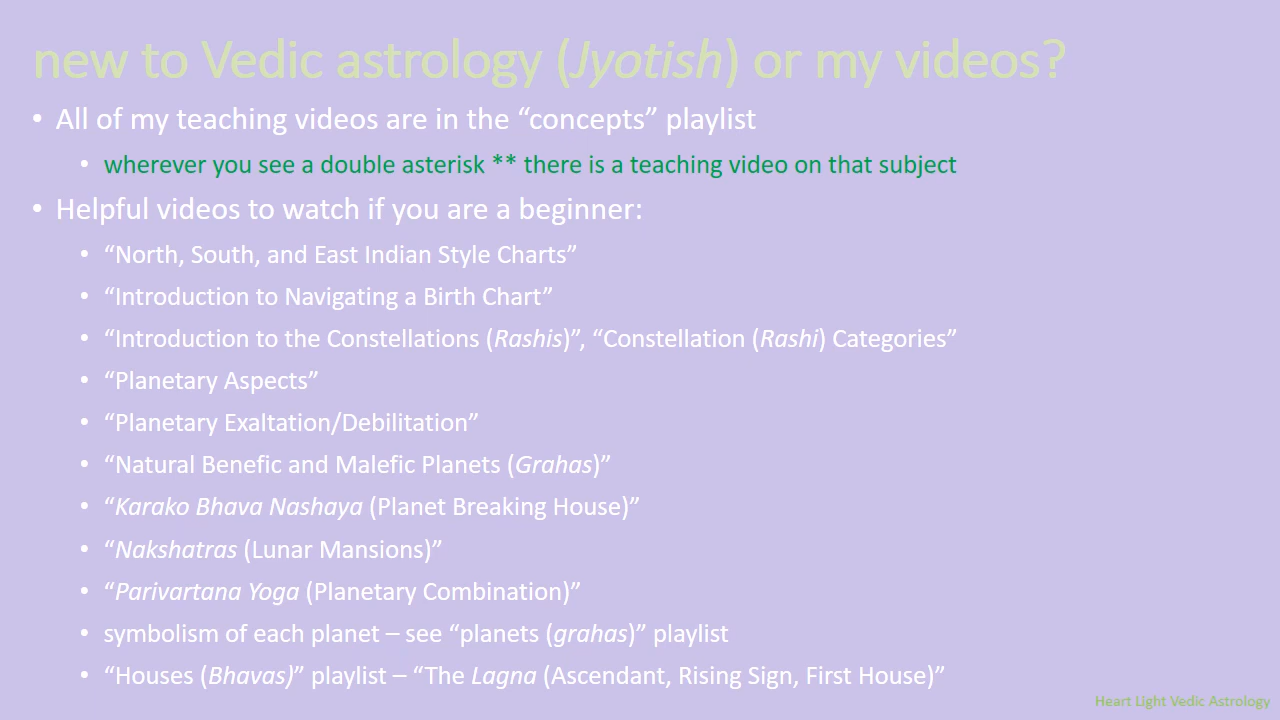 new to Vedic astrology (Jyotish) or my videos?
• All of my teaching videos are in the “concepts” playlist
• wherever you see a double asterisk ** there is a teaching video on that subject
• Helpful videos to watch if you are a beginner:
• “North, South, and East Indian Style Charts”
• “Introduction to Navigating a Birth Chart”
• “Introduction to the Constellations (Rashis)”, “Constellation (Rashi) Categories”
• “Planetary Aspects”
• “Planetary Exaltation/Debilitation”
• “Natural Benefic and Malefic Planets (Grahas)”
• “Karako Bhava Nashaya (Planet Breaking House)”
• “Nakshatras (Lunar Mansions)”
• “Parivartana Yoga (Planetary Combination)”
• symbolism of each planet – see “planets (grahas)” playlist
• “Houses (Bhavas)” playlist – “The Lagna (Ascendant, Rising Sign, First House)”
Heart Light Vedic Astrology